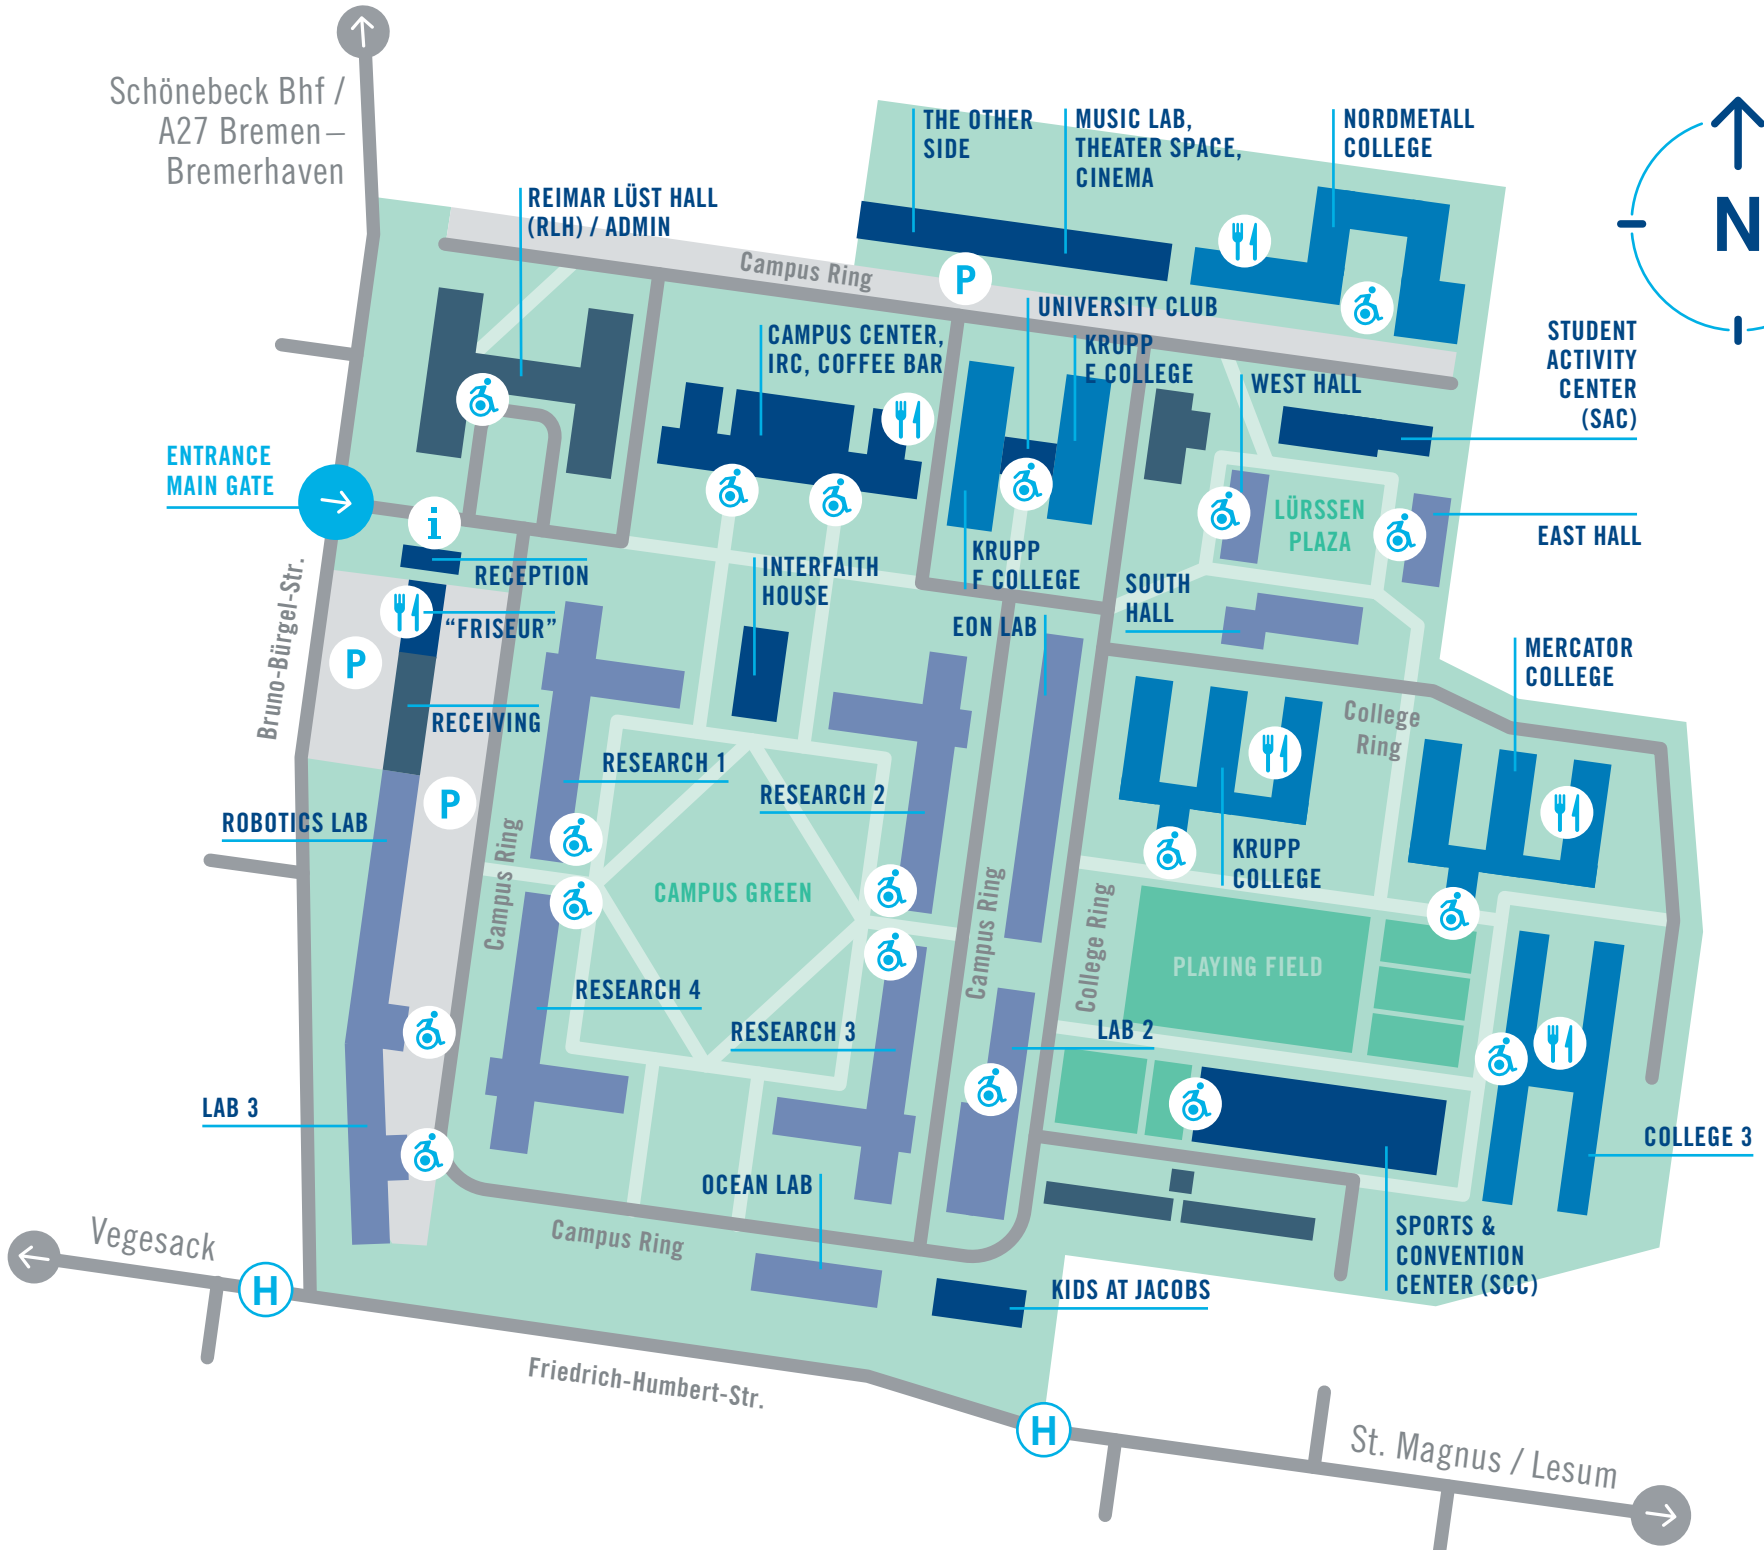 Schönebeck Bhf /
A27 Bremen –
Bremerhaven
THE OTHER
SIDE
MUSIC LAB,
THEATER SPACE,
CINEMA
NORDMETALL
COLLEGE
N
REIMAR LÜST HALL
(RLH) / ADMIN
Campus Ring
P
UNIVERSITY CLUB
CAMPUS CENTER,
IRC, COFFEE BAR
KRUPP
E COLLEGE
WEST HALL
STUDENT
ACTIVITY
CENTER
(SAC)
ENTRANCE
MAIN GATE
i
RECEPTION
"FRISEUR"
P
RECEIVING
Bruno-Bürgel-Str.
INTERFAITH
HOUSE
KRUPP
F COLLEGE
LÜRSSEN
PLAZA
EAST HALL
SOUTH
HALL
EON LAB
MERCATOR
COLLEGE
College
Ring
RESEARCH 1
RESEARCH 2
P
ROBOTICS LAB
Campus Ring
CAMPUS GREEN
KRUPP
COLLEGE
Campus Ring
College Ring
PLAYING FIELD
RESEARCH 4
RESEARCH 3
LAB 2
LAB 3
COLLEGE 3
OCEAN LAB
Campus Ring
SPORTS &
CONVENTION
CENTER (SCC)
KIDS AT JACOBS
Vegesack
H
Friedrich-Humbert-Str.
H
St. Magnus / Lesum